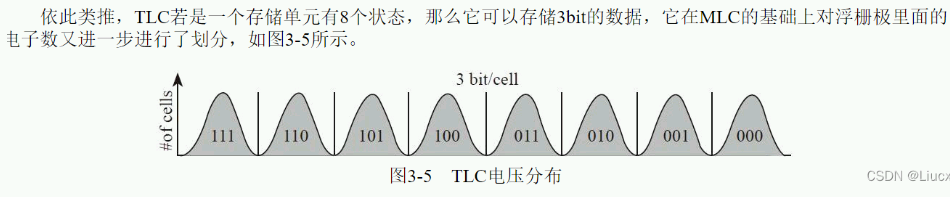 依此类推，TLC若是一个存储单元有8个状态，那么它可以存储3bit的数据，它在MLC的基础上对浮栅极里面的
电子数又进一步进行了划分，如图3-5所示。
3 bit/cell
#of cells
111 110 101 100 011 010 001 000
图3-5 TLC电压分布
CSDN @Liucx